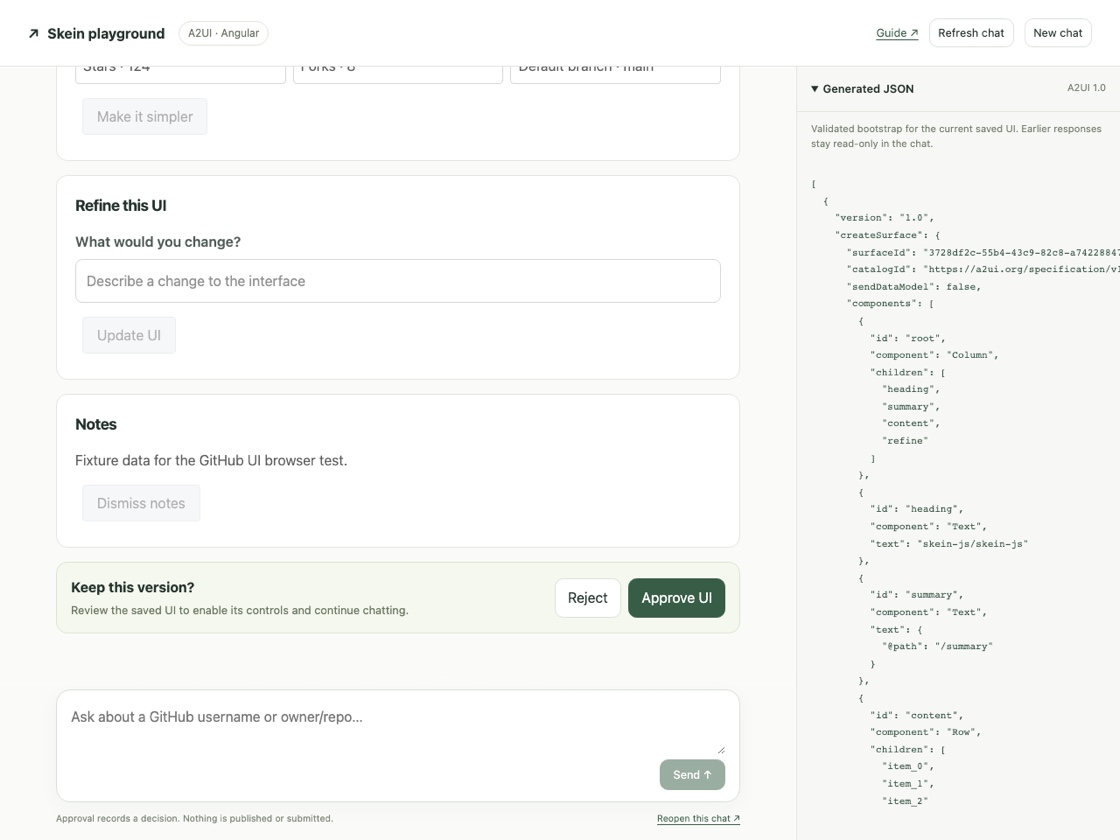 ↗ Skein playground
A2UI · Angular
Guide ↗
Refresh chat
New chat
Stars · 124
Forks · 8
Default branch · main
Make it simpler
Refine this UI
What would you change?
Describe a change to the interface
Update UI
Notes
Fixture data for the GitHub UI browser test.
Dismiss notes
Keep this version?
Review the saved UI to enable its controls and continue chatting.
Reject
Approve UI
Ask about a GitHub username or owner/repo...
Send ↑
Approval records a decision. Nothing is published or submitted.
Reopen this chat ↗
▼ Generated JSON
A2UI 1.0
Validated bootstrap for the current saved UI. Earlier responses
stay read-only in the chat.
[
{
"version": "1.0",
"createSurface": {
"surfaceId": "3728df2c-55b4-43c9-82c8-a7422884
"catalogId": "https://a2ui.org/specification/v
"sendDataModel": false,
"components": [
{
"id": "root",
"component": "Column",
"children": [
"heading",
"summary",
"content",
"refine"
]
},
{
"id": "heading",
"component": "Text",
"text": "skein-js/skein-js"
},
{
"id": "summary",
"component": "Text",
"text": {
"@path": "/summary"
}
},
{
"id": "content",
"component": "Row",
"children": [
"item_0",
"item_1",
"item_2"